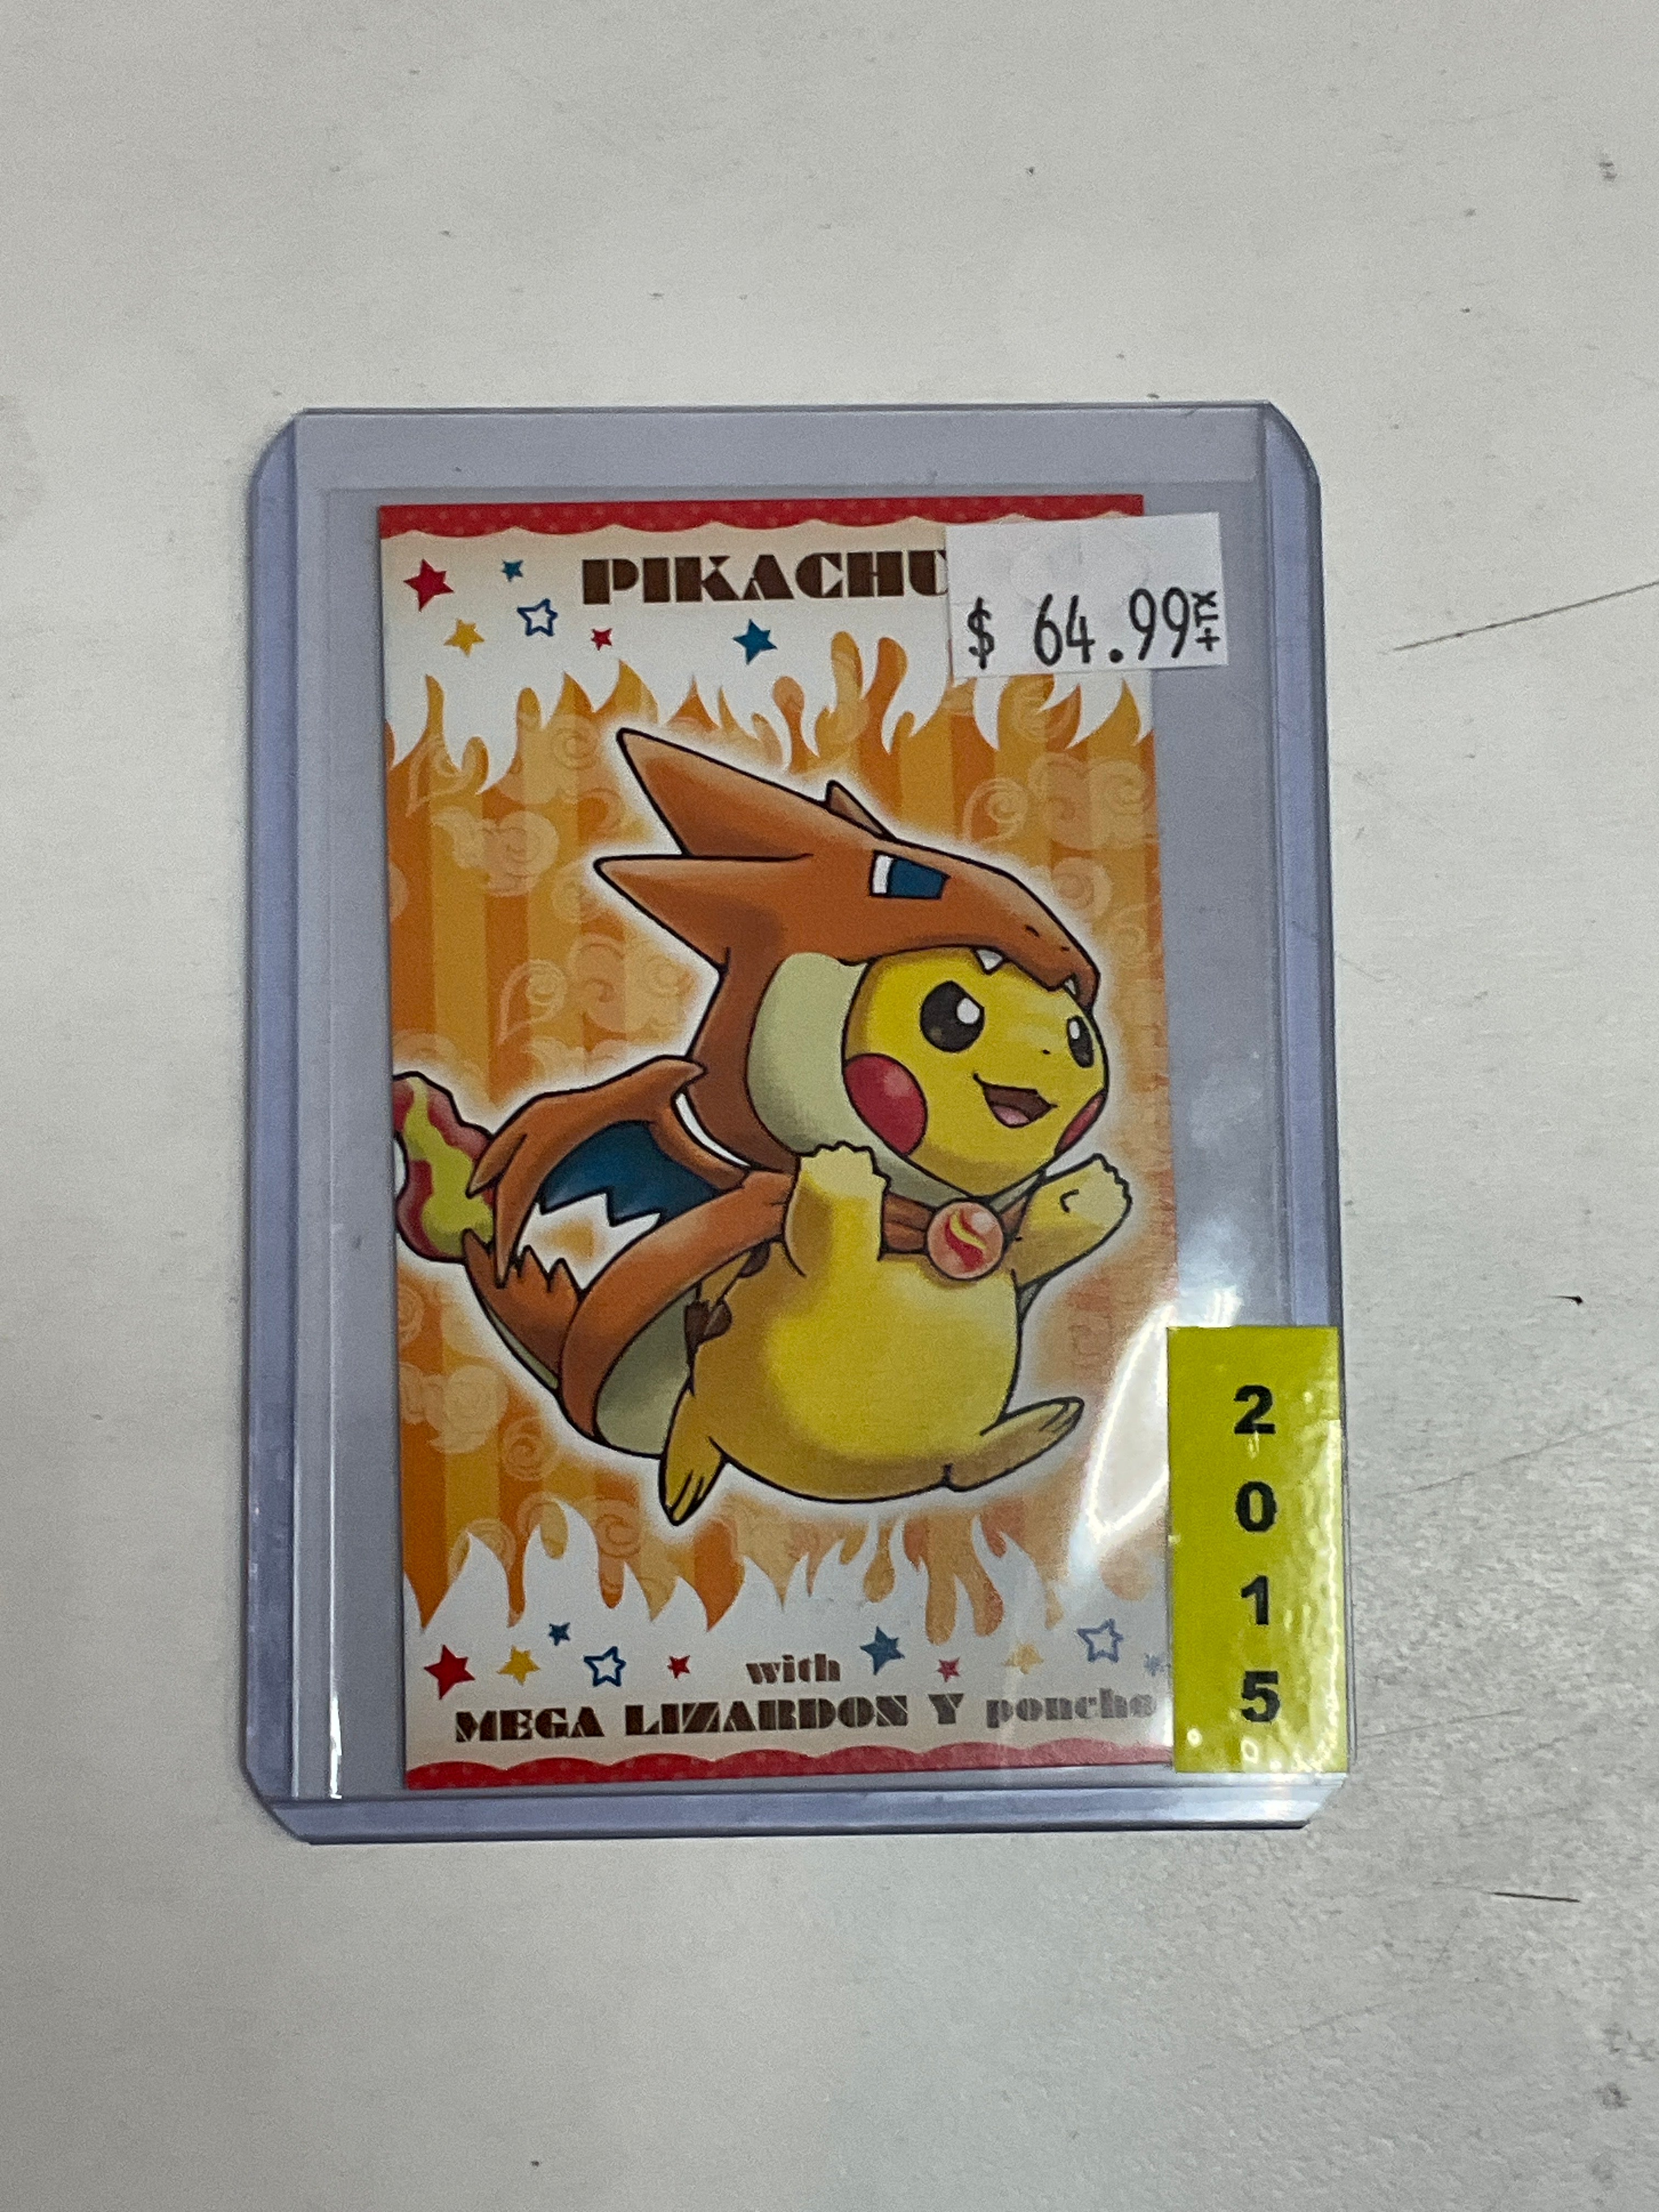 PIKACHU
$ 64.99
2
0
1
5
with
MEGA LIZARDON Y poncho